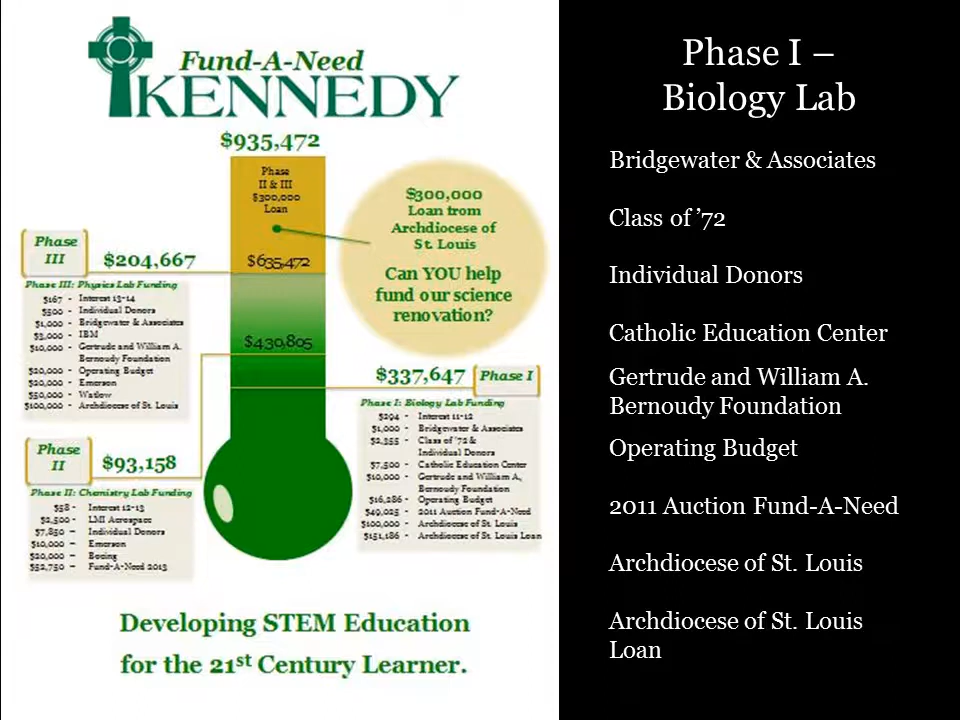 Fund-A-Need
KENNEDY
$935,472
Phase
II & III
$300,000
Loan
$635,472
$430,805
$300,000
Loan from
Archdiocese of
St. Louis
Can YOU help
fund our science
renovation?
Phase
III
$204,667
Phase III: Physics Lab Funding
$167 - Interest 13-14
$500 - Individual Donors
$1,000 - Bridgewater & Associates
$3,000 - IBM
$10,000 - Gertrude and William A.
Bernoudy Foundation
$20,000 - Operating Budget
$20,000 - Emerson
$50,000 - Watlow
$100,000 - Archdiocese of St. Louis
Phase
II
$93,158
Phase II: Chemistry Lab Funding
$58 - Interest 12-13
$2,500 - LMI Aerospace
$7,850 - Individual Donors
$10,000 - Emerson
$20,000 - Boeing
$52,750 - Fund-A-Need 2013
$337,647
Phase I
Phase I: Biology Lab Funding
$294 - Interest 11-12
$1,000 - Bridgewater & Associates
$2,355 - Class of '72 &
Individual Donors
$7,500 - Catholic Education Center
$10,000 - Gertrude and William A,
Bernoudy Foundation
$16,286 - Operating Budget
$49,025 - 2011 Auction Fund-A-Need
$100,000 - Archdiocese of St. Louis
$151,186 - Archdiocese of St. Louis Loan
Developing STEM Education
for the 21st Century Learner.
Phase I –
Biology Lab
Bridgewater & Associates
Class of ’72
Individual Donors
Catholic Education Center
Gertrude and William A.
Bernoudy Foundation
Operating Budget
2011 Auction Fund-A-Need
Archdiocese of St. Louis
Archdiocese of St. Louis
Loan